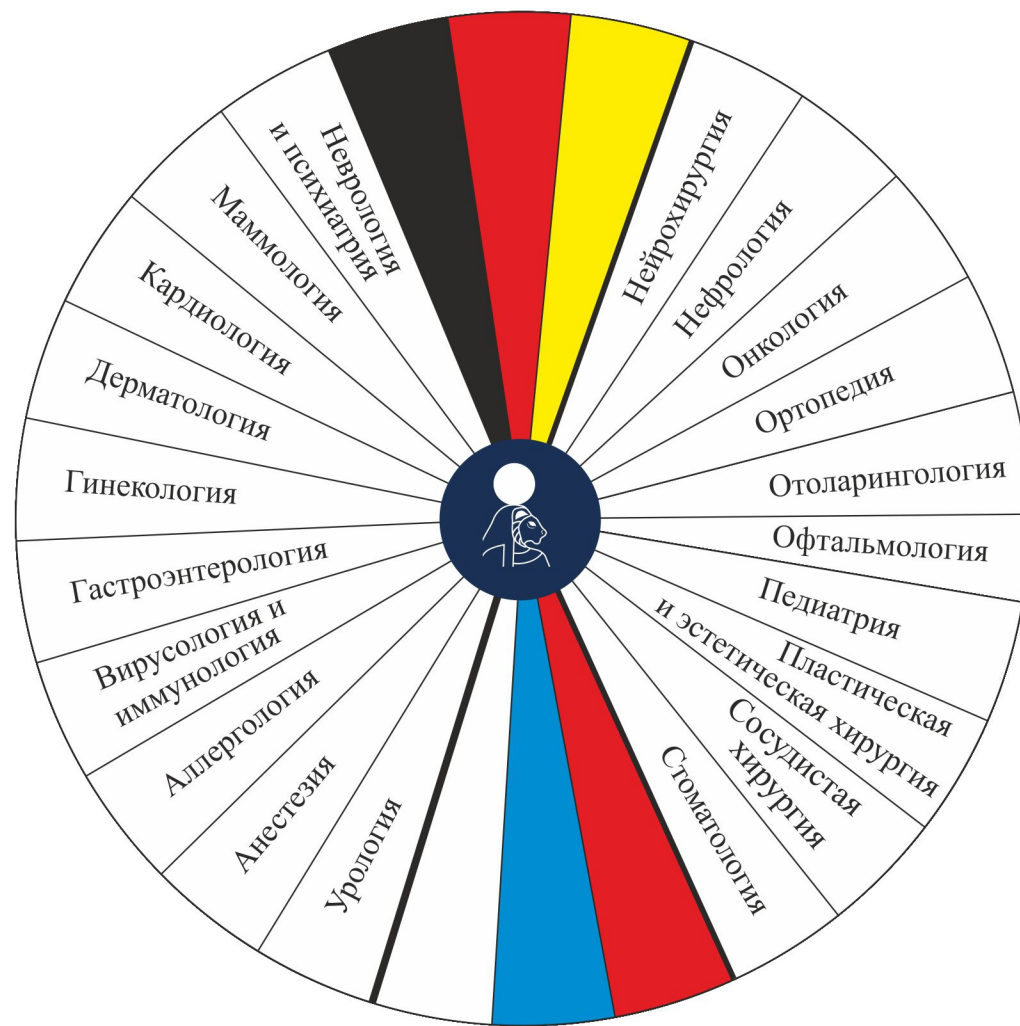 Нейрохирургия
Нефрология
Онкология
Ортопедия
Отоларингология
Офтальмология
Педиатрия
Пластическая
и эстетическая хирургия
Сосудистая
хирургия
Стоматология
Урология
Анестезия
Аллергология
Вирусология и
иммунология
Гастроэнтерология
Гинекология
Дерматология
Кардиология
Маммология
Неврология
и психиатрия